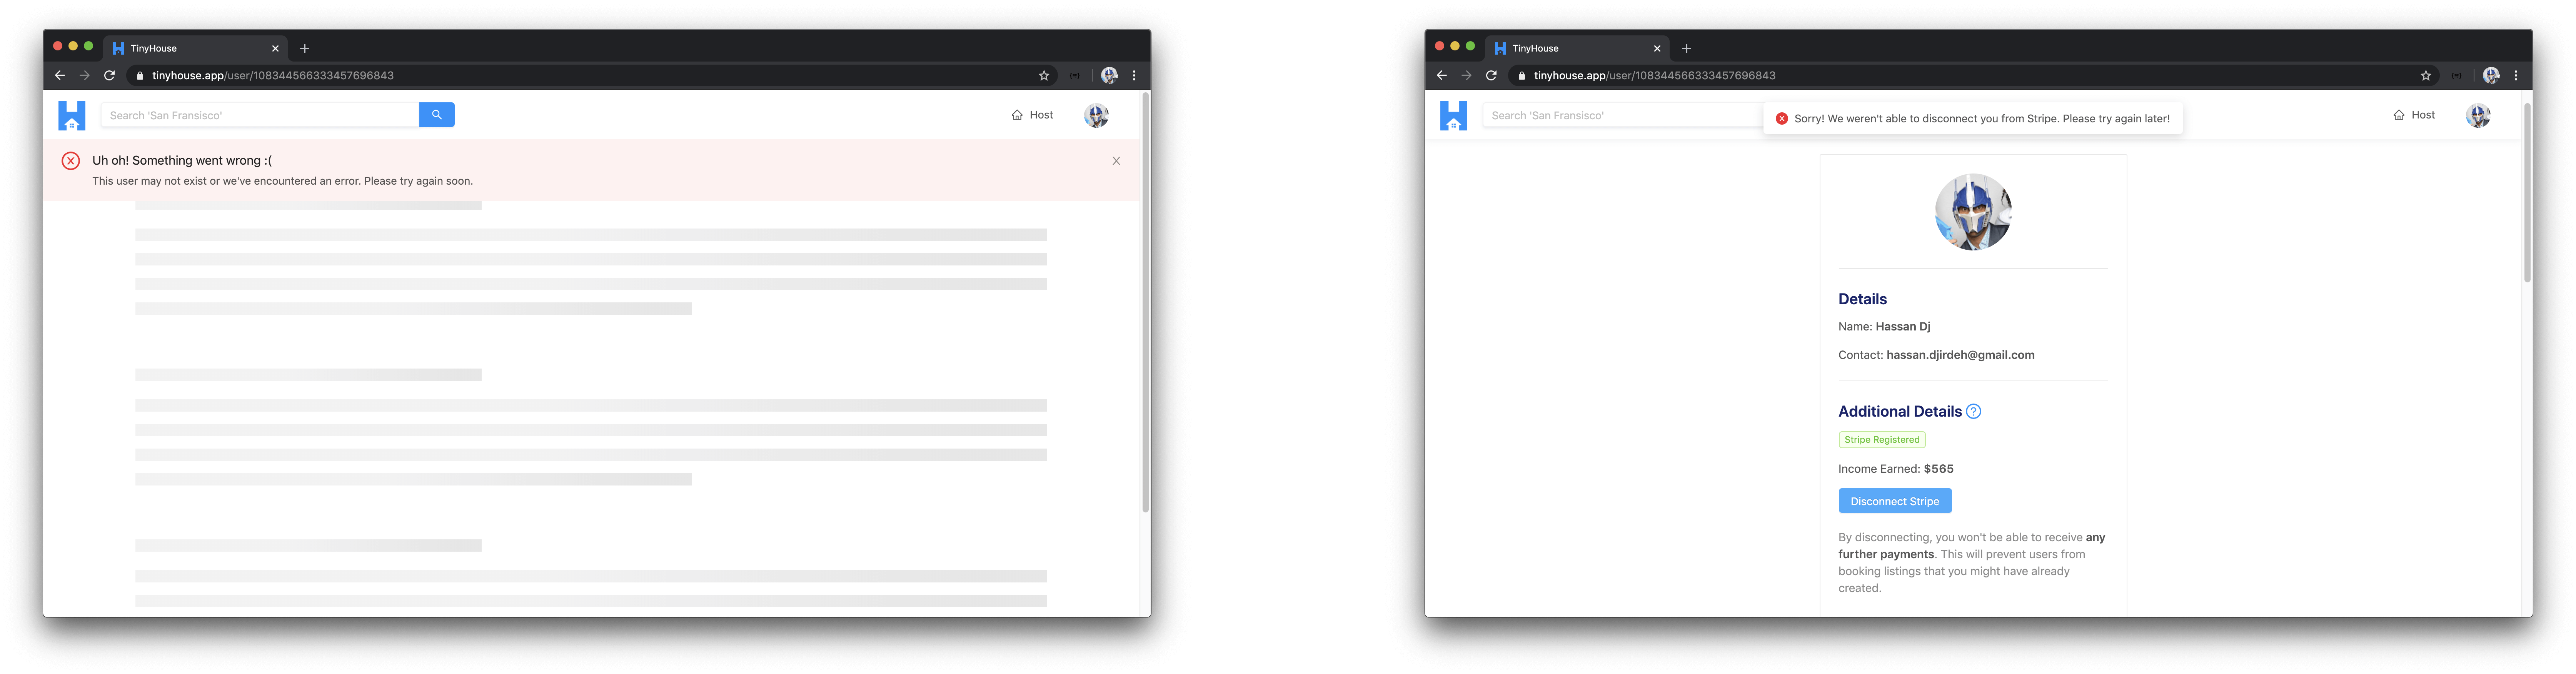 TinyHouse
tinyhouse.app/user/108344566333457696843
Search 'San Fransisco'
Host
Uh oh! Something went wrong :(
This user may not exist or we've encountered an error. Please try again soon.
TinyHouse
tinyhouse.app/user/108344566333457696843
Search 'San Fransisco'
Sorry! We weren't able to disconnect you from Stripe. Please try again later!
Host
Details
Name: Hassan Dj
Contact: hassan.djirdeh@gmail.com
Additional Details
Stripe Registered
Income Earned: $565
Disconnect Stripe
By disconnecting, you won't be able to receive any
further payments. This will prevent users from
booking listings that you might have already
created.